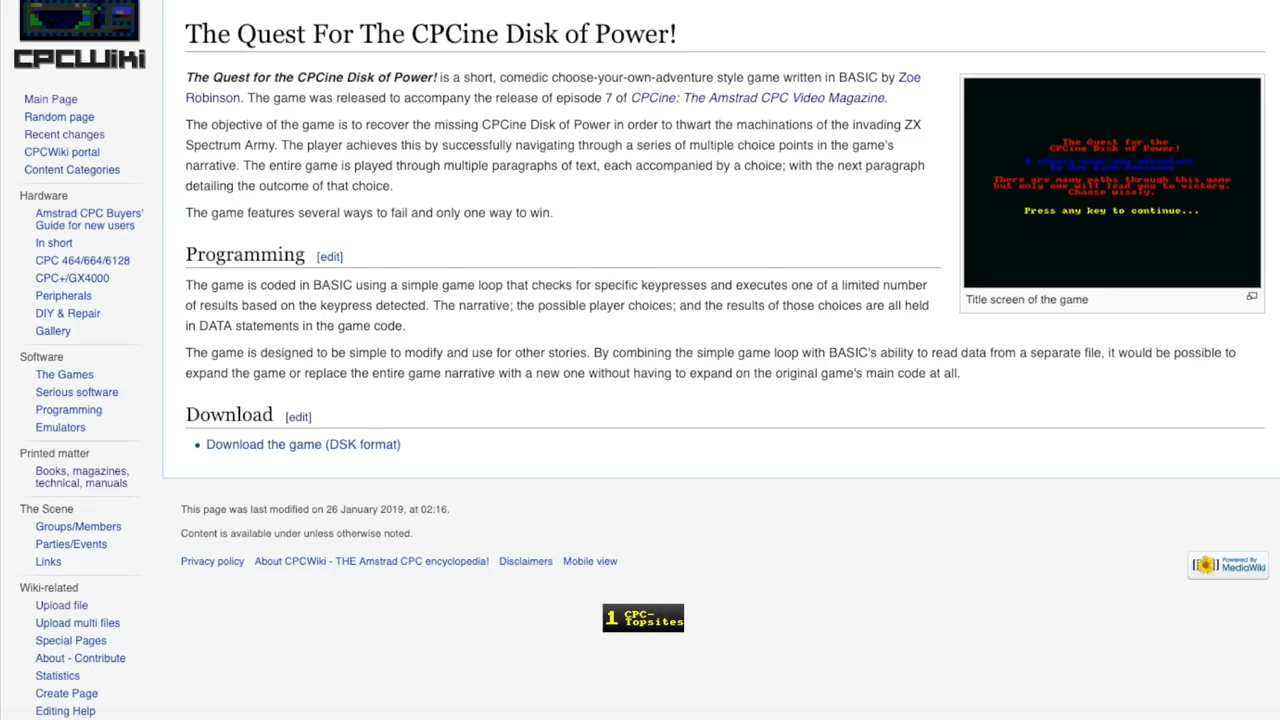 CPCWiki
Main Page
Random page
Recent changes
CPCWiki portal
Content Categories
Hardware
Amstrad CPC Buyers'
Guide for new users
In short
CPC 464/664/6128
CPC+/GX4000
Peripherals
DIY & Repair
Gallery
Software
The Games
Serious software
Programming
Emulators
Printed matter
Books, magazines,
technical, manuals
The Scene
Groups/Members
Parties/Events
Links
Wiki-related
Upload file
Upload multi files
Special Pages
About - Contribute
Statistics
Create Page
Editing Help
The Quest For The CPCine Disk of Power!
The Quest for the CPCine Disk of Power! is a short, comedic choose-your-own-adventure style game written in BASIC by Zoe
Robinson. The game was released to accompany the release of episode 7 of CPCine: The Amstrad CPC Video Magazine.
The objective of the game is to recover the missing CPCine Disk of Power in order to thwart the machinations of the invading ZX
Spectrum Army. The player achieves this by successfully navigating through a series of multiple choice points in the game's
narrative. The entire game is played through multiple paragraphs of text, each accompanied by a choice; with the next paragraph
detailing the outcome of that choice.
The game features several ways to fail and only one way to win.
The Quest for the
CPCine Disk of Power!
There are many paths through this game
but only one will lead you to victory.
Choose wisely.
Press any key to continue...
Title screen of the game
Programming [edit]
The game is coded in BASIC using a simple game loop that checks for specific keypresses and executes one of a limited number
of results based on the keypress detected. The narrative; the possible player choices; and the results of those choices are all held
in DATA statements in the game code.
The game is designed to be simple to modify and use for other stories. By combining the simple game loop with BASIC's ability to read data from a separate file, it would be possible to
expand the game or replace the entire game narrative with a new one without having to expand on the original game's main code at all.
Download [edit]
Download the game (DSK format)
This page was last modified on 26 January 2019, at 02:16.
Content is available under unless otherwise noted.
Privacy policy About CPCWiki - THE Amstrad CPC encyclopedia! Disclaimers Mobile view
Powered By
MediaWiki
1 CPC-
Topsites